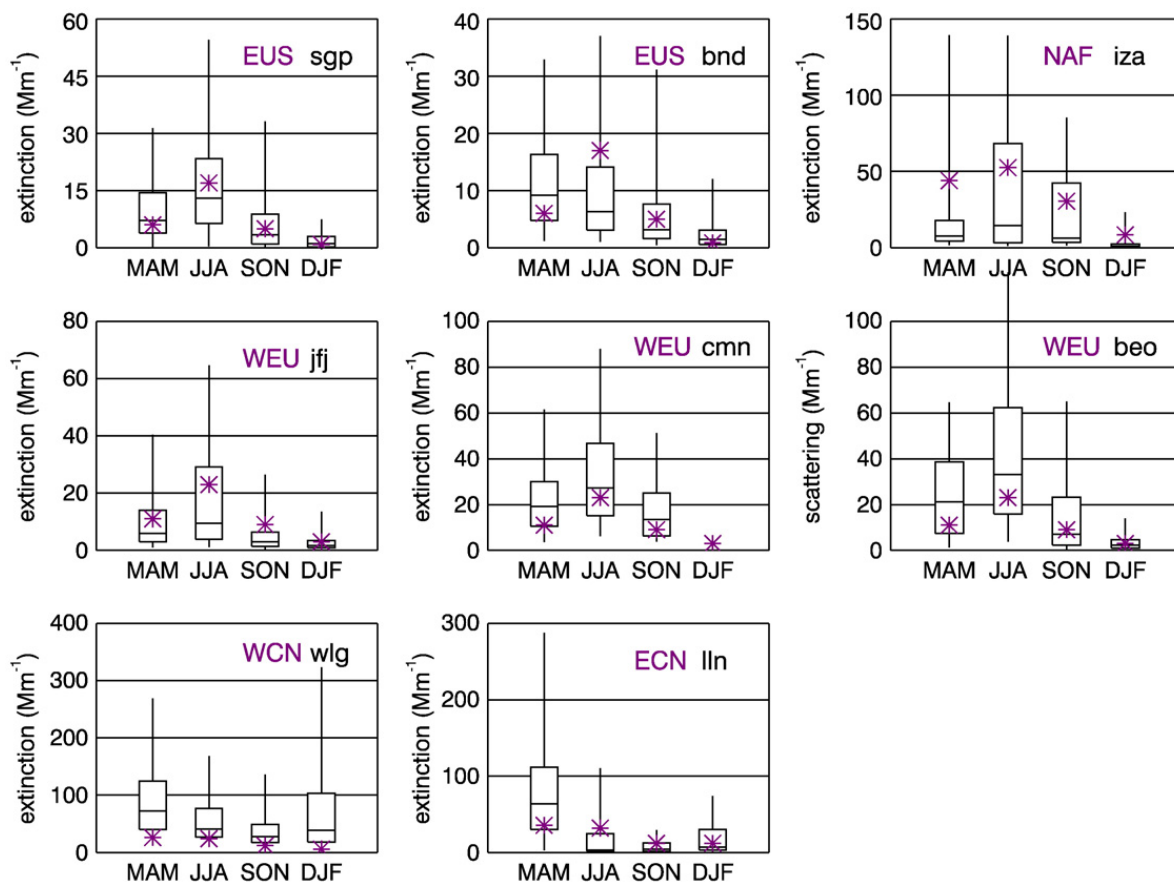 60
45
30
15
0
extinction (Mm⁻¹)
EUS sgp
MAM JJA SON DJF
40
30
20
10
0
extinction (Mm⁻¹)
EUS bnd
MAM JJA SON DJF
150
100
50
0
extinction (Mm⁻¹)
NAF iza
MAM JJA SON DJF
80
60
40
20
0
extinction (Mm⁻¹)
WEU jfj
MAM JJA SON DJF
100
80
60
40
20
0
extinction (Mm⁻¹)
WEU cmn
MAM JJA SON DJF
100
80
60
40
20
0
scattering (Mm⁻¹)
WEU beo
MAM JJA SON DJF
400
300
200
100
0
extinction (Mm⁻¹)
WCN wlg
MAM JJA SON DJF
300
200
100
0
extinction (Mm⁻¹)
ECN lln
MAM JJA SON DJF